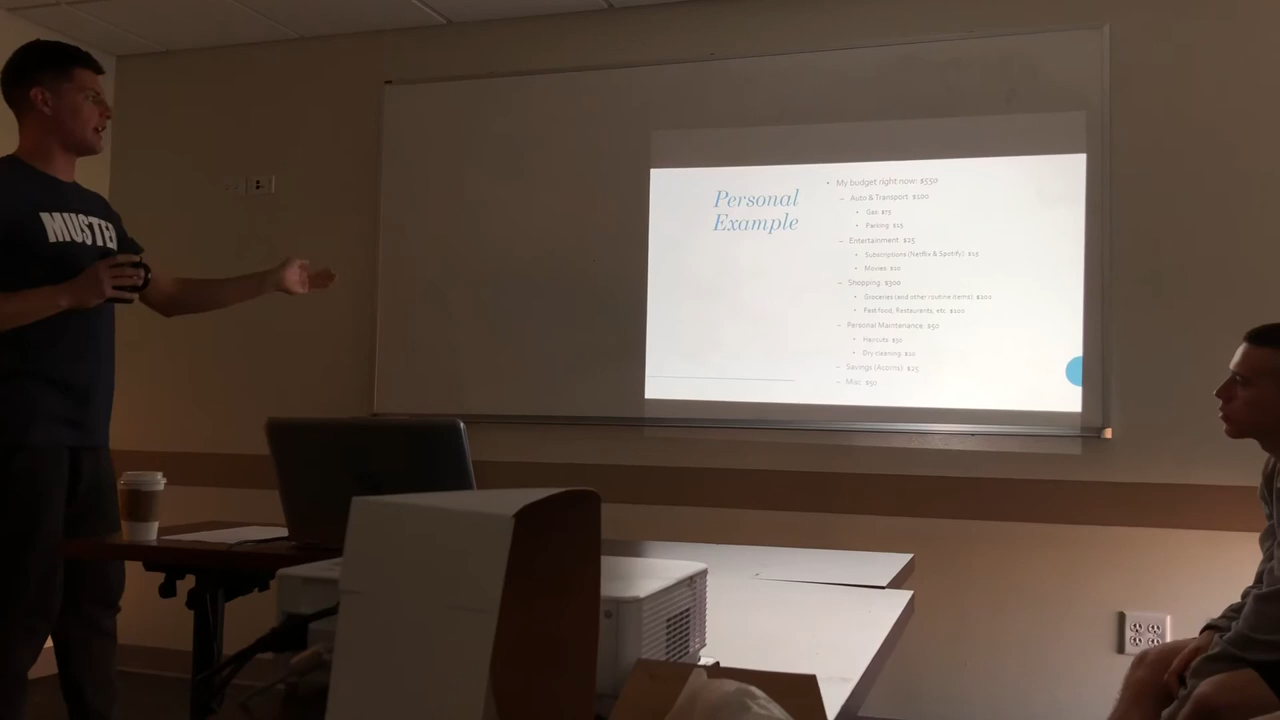 MUSTER
Personal
Example
• My budget right now: $550
– Auto & Transport: $100
• Gas: $75
• Parking: $15
– Entertainment: $25
• Subscriptions (Netflix & Spotify): $15
• Movies: $10
– Shopping: $300
• Groceries (and other routine items): $200
• Fast food, Restaurants, etc: $100
– Personal Maintenance: $50
• Haircuts: $30
• Dry cleaning: $20
– Savings (Acorns): $25
– Misc: $50